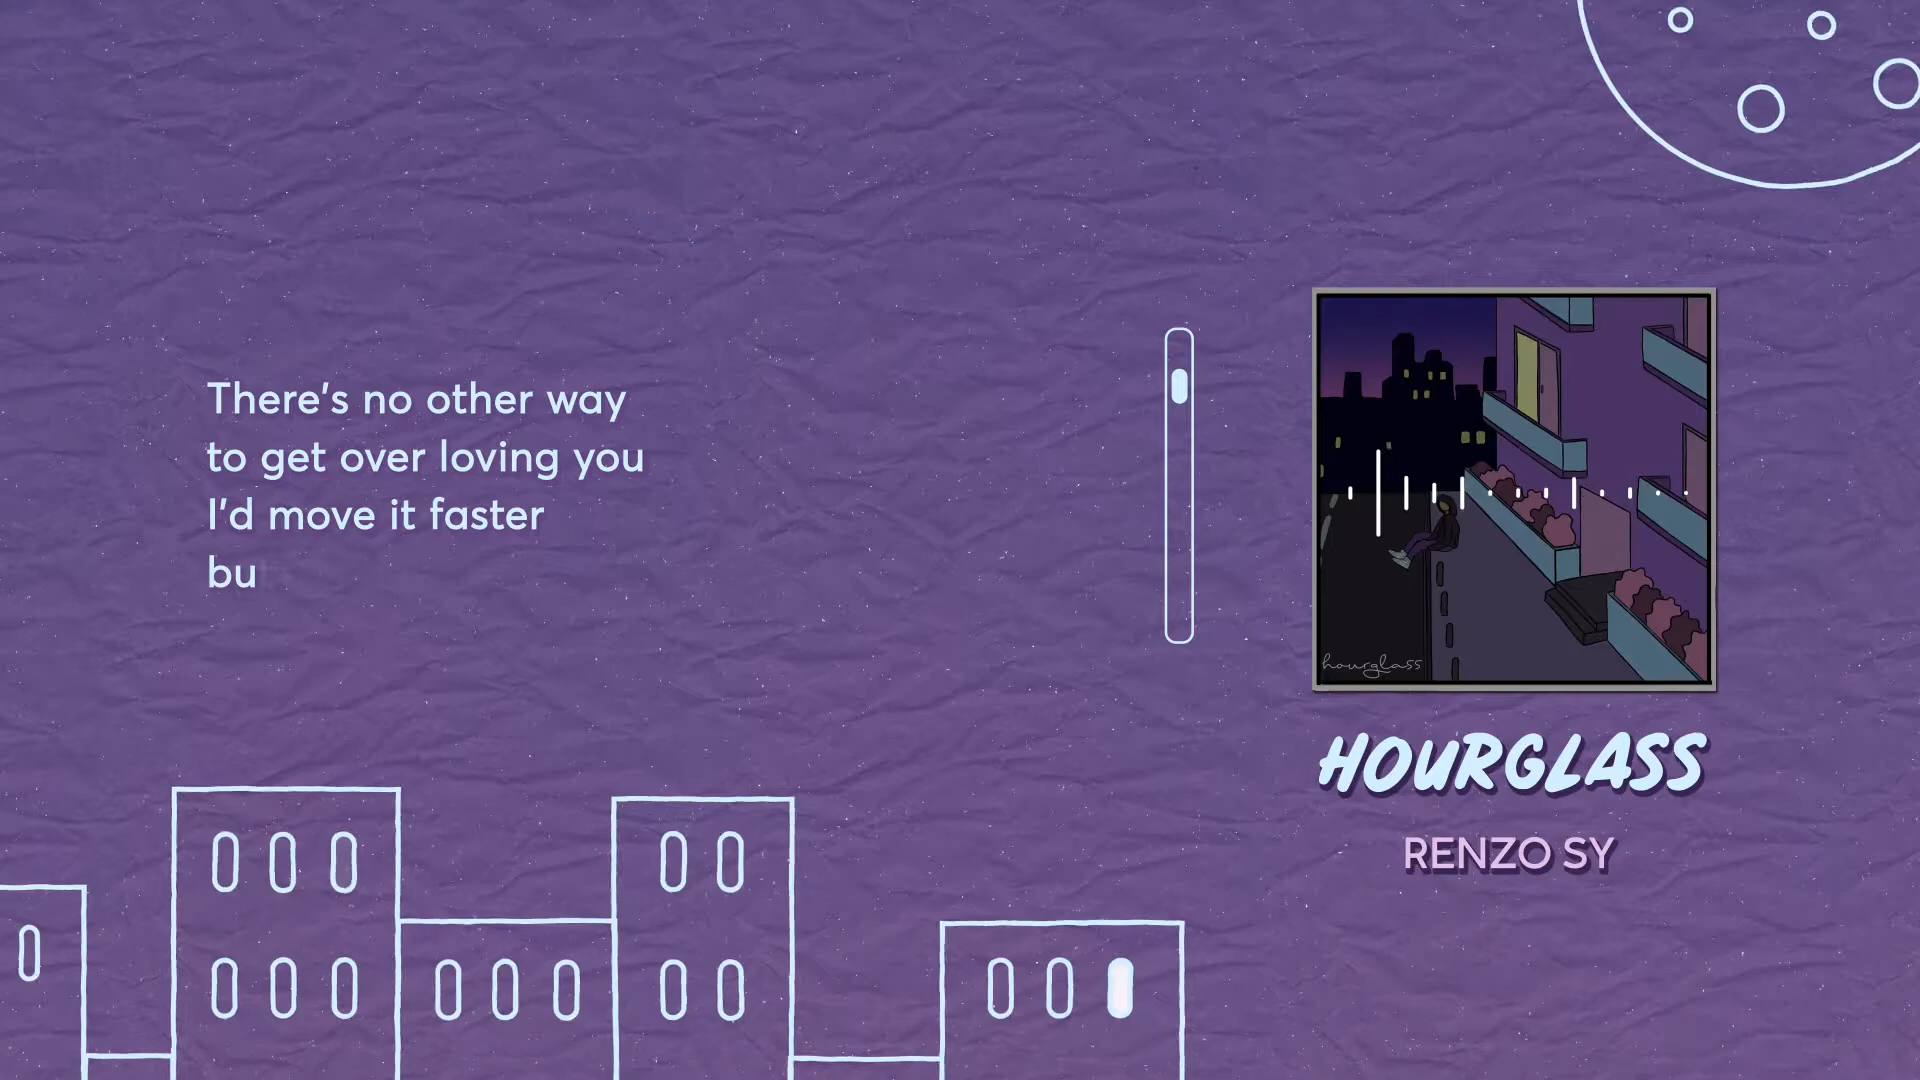 There's no other way
to get over loving you
I'd move it faster
bu
hourglass
HOURGLASS
RENZO SY